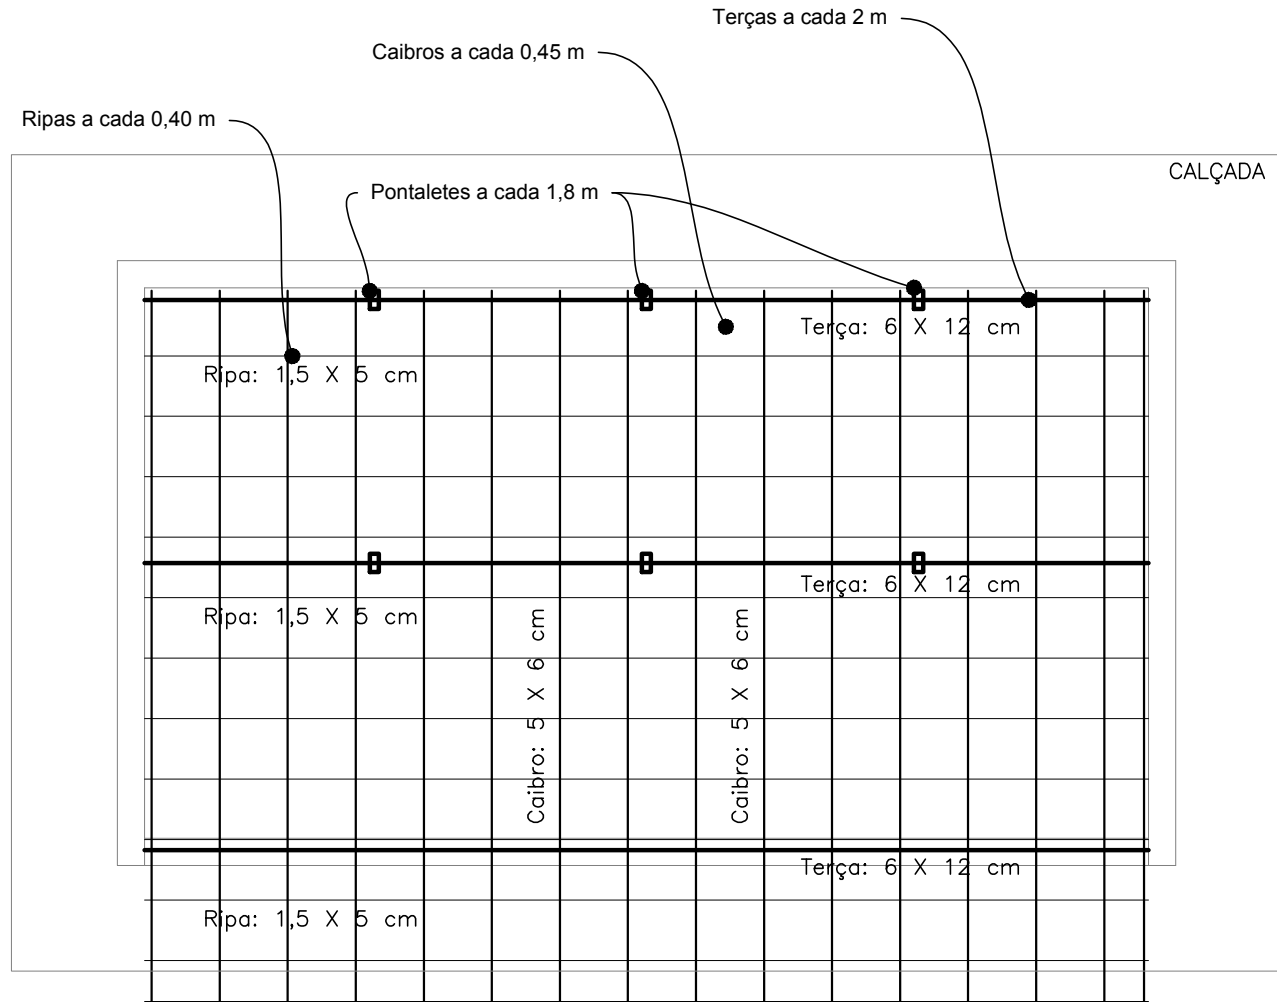 Terças a cada 2 m
Caibros a cada 0,45 m
Ripas a cada 0,40 m
CALÇADA
Pontaletes a cada 1,8 m
Terça: 6 X 12 cm
Ripa: 1,5 X 5 cm
Terça: 6 X 12 cm
Ripa: 1,5 X 5 cm
Caibro: 5 X 6 cm
Caibro: 5 X 6 cm
Terça: 6 X 12 cm
Ripa: 1,5 X 5 cm